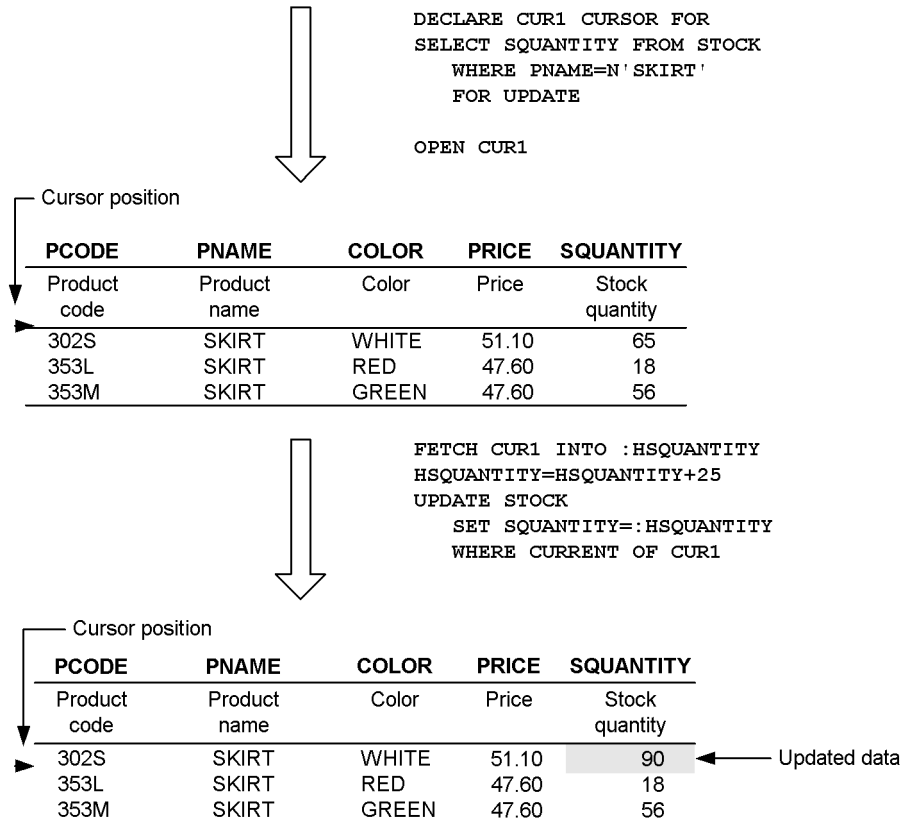 DECLARE CUR1 CURSOR FOR
SELECT SQUANTITY FROM STOCK
WHERE PNAME=N'SKIRT'
FOR UPDATE
OPEN CUR1
Cursor position
PCODE PNAME COLOR PRICE SQUANTITY
Product Product Color Price Stock
code name quantity
302S SKIRT WHITE 51.10 65
353L SKIRT RED 47.60 18
353M SKIRT GREEN 47.60 56
FETCH CUR1 INTO :HSQUANTITY
HSQUANTITY=HSQUANTITY+25
UPDATE STOCK
SET SQUANTITY=:HSQUANTITY
WHERE CURRENT OF CUR1
Cursor position
PCODE PNAME COLOR PRICE SQUANTITY
Product Product Color Price Stock
code name quantity
302S SKIRT WHITE 51.10 90 Updated data
353L SKIRT RED 47.60 18
353M SKIRT GREEN 47.60 56